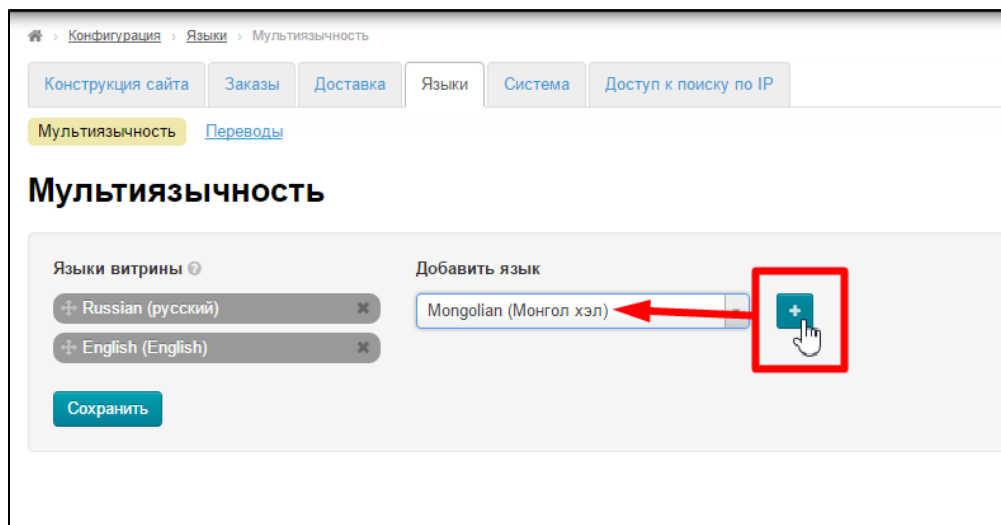 Конфигурация › Языки › Мультиязычность
Конструкция сайта Заказы Доставка Языки Система Доступ к поиску по IP
Мультиязычность Переводы
Мультиязычность
Языки витрины ? Добавить язык
Russian (русский) Mongolian (Монгол хэл)
English (English)
Сохранить